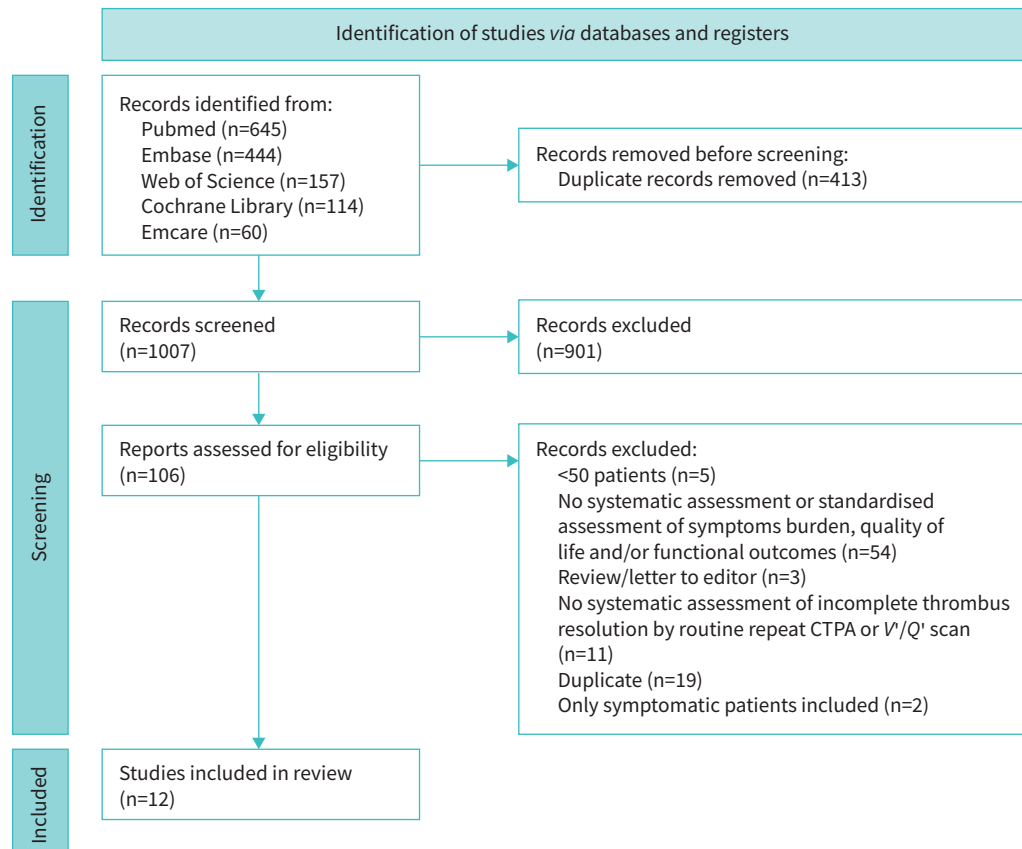 Identification of studies via databases and registers
Identification
Records identified from:
Pubmed (n=645)
Embase (n=444)
Web of Science (n=157)
Cochrane Library (n=114)
Emcare (n=60)
Records removed before screening:
Duplicate records removed (n=413)
Screening
Records screened
(n=1007)
Records excluded
(n=901)
Reports assessed for eligibility
(n=106)
Records excluded:
<50 patients (n=5)
No systematic assessment or standardised
assessment of symptoms burden, quality of
life and/or functional outcomes (n=54)
Review/letter to editor (n=3)
No systematic assessment of incomplete thrombus
resolution by routine repeat CTPA or V'/Q' scan
(n=11)
Duplicate (n=19)
Only symptomatic patients included (n=2)
Included
Studies included in review
(n=12)